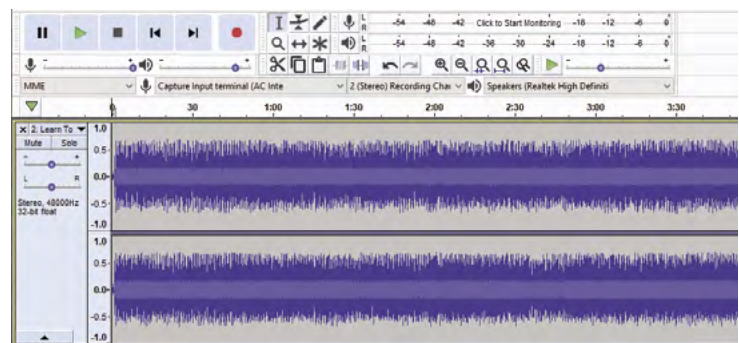 L R -54 -48 -42 Click to Start Monitoring -18 -12 -6 0
L R -54 -48 -42 -36 -30 -24 -18 -12 -6 0
- + - +
- +
MME Capture Input terminal (AC Inte 2 (Stereo) Recording Chai Speakers (Realtek High Definiti
0 30 1:00 1:30 2:00 2:30 3:00 3:30
× 2. Learn To 1.0
Mute Solo
0.5-
- +
L R 0.0-
Stereo, 48000Hz
32-bit float
-0.5-
-1.0
1.0
0.5-
0.0-
-0.5-
-1.0